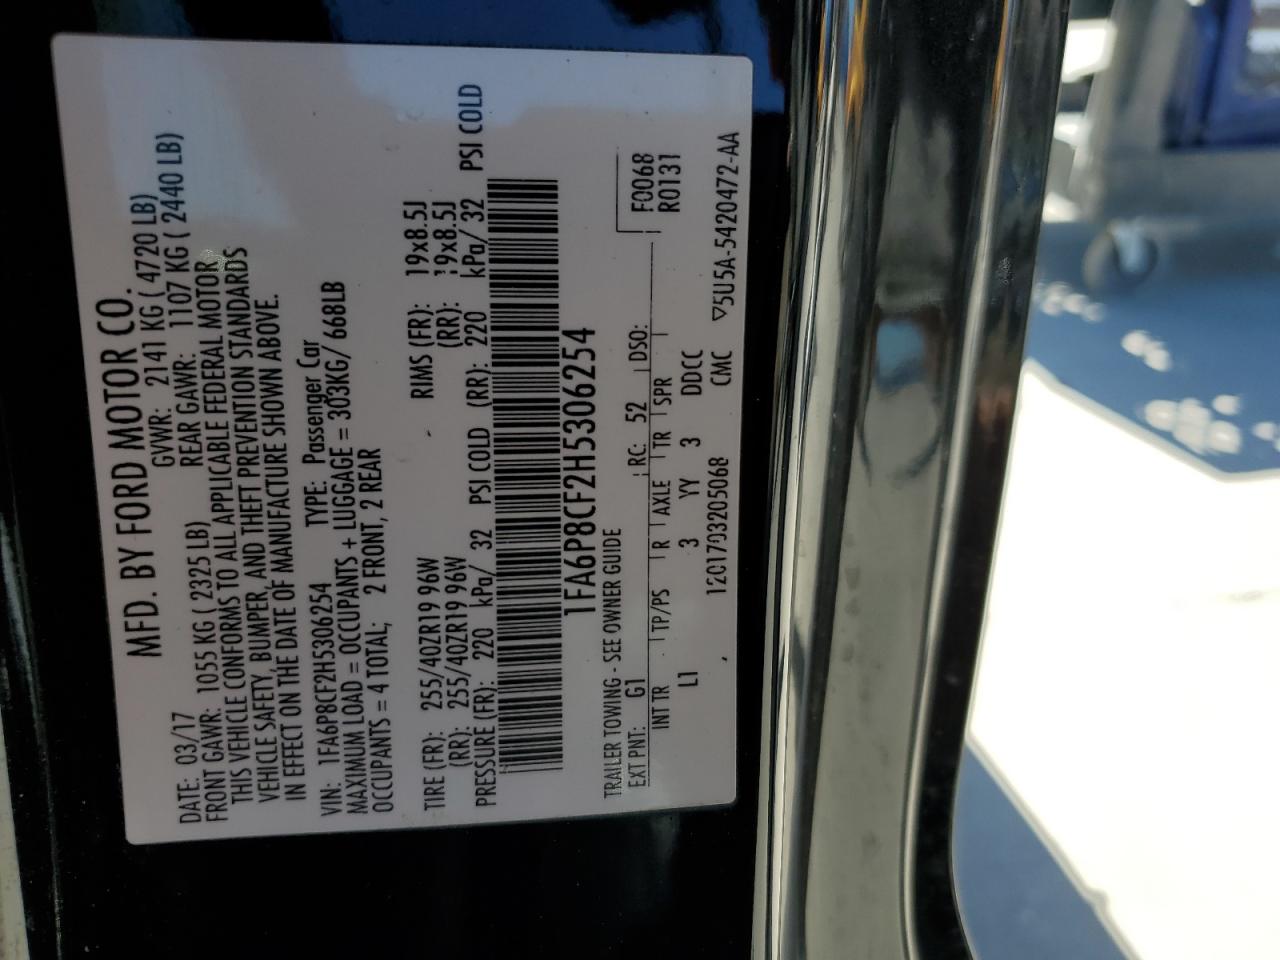 MFD. BY FORD MOTOR CO.
DATE: 03/17 GVWR: 2141 KG ( 4720 LB)
FRONT GAWR: 1055 KG ( 2325 LB) REAR GAWR: 1107 KG ( 2440 LB)
THIS VEHICLE CONFORMS TO ALL APPLICABLE FEDERAL MOTOR
VEHICLE SAFETY, BUMPER, AND THEFT PREVENTION STANDARDS
IN EFFECT ON THE DATE OF MANUFACTURE SHOWN ABOVE.
VIN: 1FA6P8CF2H5306254 TYPE: Passenger Car
MAXIMUM LOAD = OCCUPANTS + LUGGAGE = 303KG/ 668LB
OCCUPANTS = 4 TOTAL; 2 FRONT, 2 REAR
TIRE (FR): 255/40ZR19 96W RIMS (FR): 19x8.5J
(RR): 255/40ZR19 96W (RR): 19x8.5J
PRESSURE (FR): 220 kPa/ 32 PSI COLD (RR): 220 kPa/ 32 PSI COLD
1FA6P8CF2H5306254
TRAILER TOWING - SEE OWNER GUIDE F0068
EXT PNT: G1 RC: 52 DSO: R0131
INT TR TP/PS R AXLE TR SPR
L1 3 YY 3 DDCC
1201703205068 CMC ▽5U5A-5420472-AA